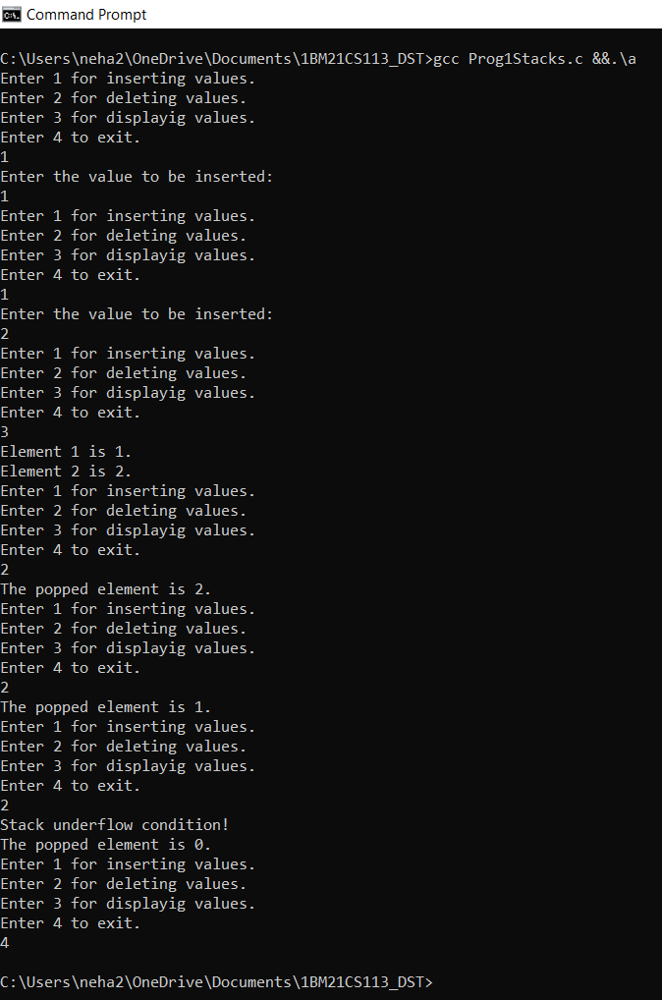 Command Prompt
C:\Users\neha2\OneDrive\Documents\1BM21CS113_DST>gcc Prog1Stacks.c &&.\a
Enter 1 for inserting values.
Enter 2 for deleting values.
Enter 3 for displayig values.
Enter 4 to exit.
1
Enter the value to be inserted:
1
Enter 1 for inserting values.
Enter 2 for deleting values.
Enter 3 for displayig values.
Enter 4 to exit.
1
Enter the value to be inserted:
2
Enter 1 for inserting values.
Enter 2 for deleting values.
Enter 3 for displayig values.
Enter 4 to exit.
3
Element 1 is 1.
Element 2 is 2.
Enter 1 for inserting values.
Enter 2 for deleting values.
Enter 3 for displayig values.
Enter 4 to exit.
2
The popped element is 2.
Enter 1 for inserting values.
Enter 2 for deleting values.
Enter 3 for displayig values.
Enter 4 to exit.
2
The popped element is 1.
Enter 1 for inserting values.
Enter 2 for deleting values.
Enter 3 for displayig values.
Enter 4 to exit.
2
Stack underflow condition!
The popped element is 0.
Enter 1 for inserting values.
Enter 2 for deleting values.
Enter 3 for displayig values.
Enter 4 to exit.
4
C:\Users\neha2\OneDrive\Documents\1BM21CS113_DST>